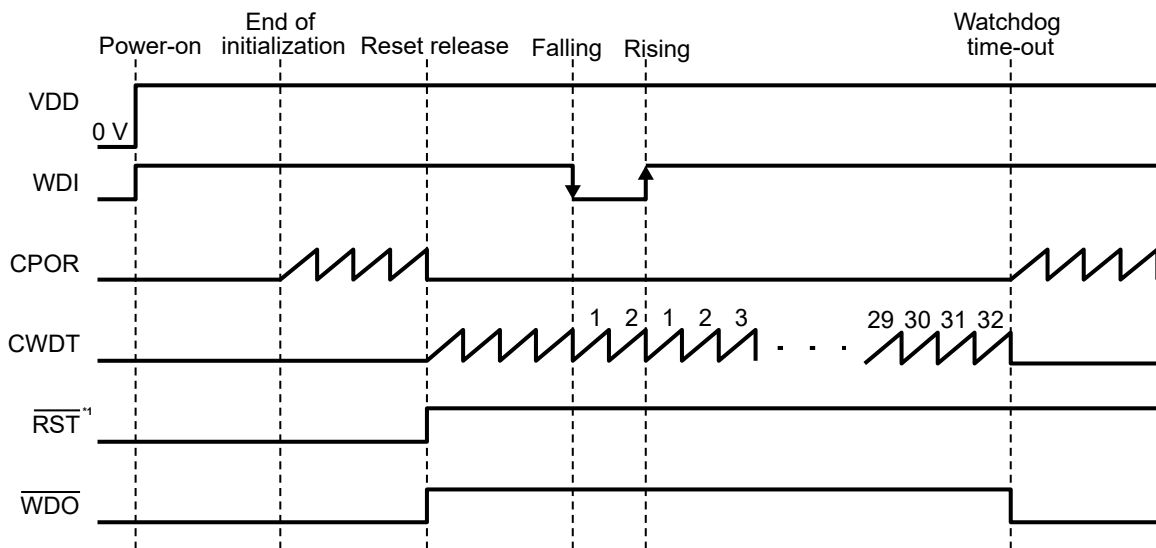 End of initialization
Watchdog time-out
Power-on
Reset release
Falling
Rising
VDD
0 V
WDI
CPOR
CWDT
1 2 1 2 3 · · · · 29 30 31 32
RST *1
WDO